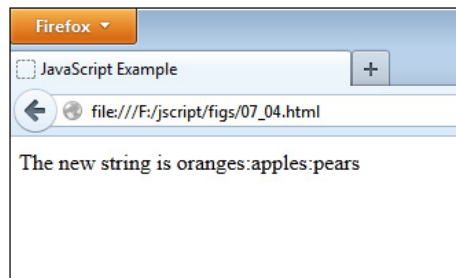 Firefox
JavaScript Example
file:///F:/jscript/figs/07_04.html
The new string is oranges:apples:pears